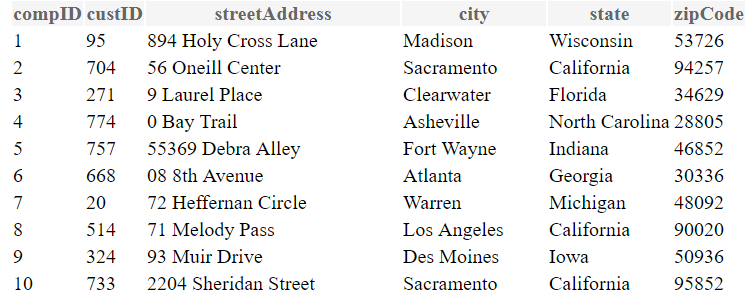 compID custID streetAddress city state zipCode
1 95 894 Holy Cross Lane Madison Wisconsin 53726
2 704 56 Oneill Center Sacramento California 94257
3 271 9 Laurel Place Clearwater Florida 34629
4 774 0 Bay Trail Asheville North Carolina 28805
5 757 55369 Debra Alley Fort Wayne Indiana 46852
6 668 08 8th Avenue Atlanta Georgia 30336
7 20 72 Heffernan Circle Warren Michigan 48092
8 514 71 Melody Pass Los Angeles California 90020
9 324 93 Muir Drive Des Moines Iowa 50936
10 733 2204 Sheridan Street Sacramento California 95852